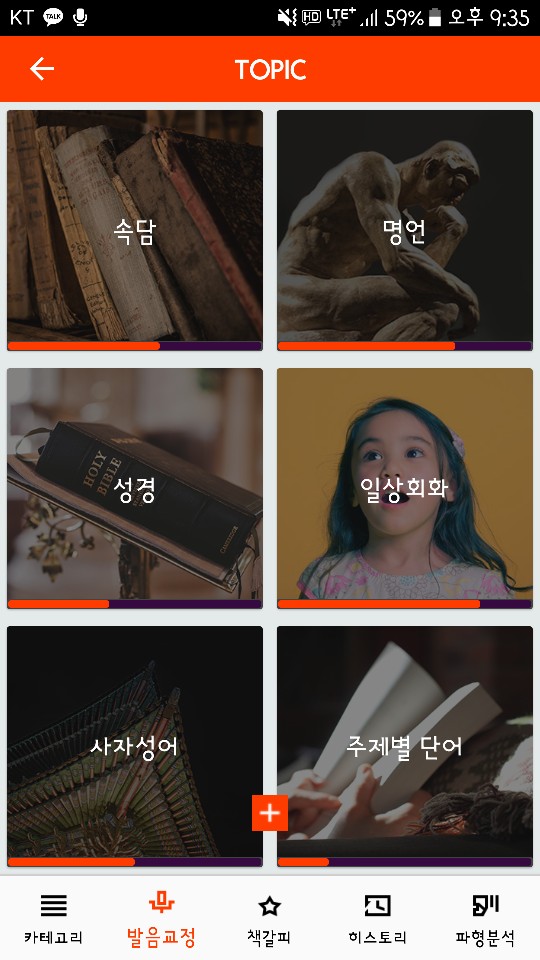 KT TALK HD LTE+ 59% 오후 9:35
TOPIC
속담
명언
HOLY BIBLE
성경
일상회화
사자성어
주제별 단어
카테고리
발음교정
책갈피
히스토리
파형분석